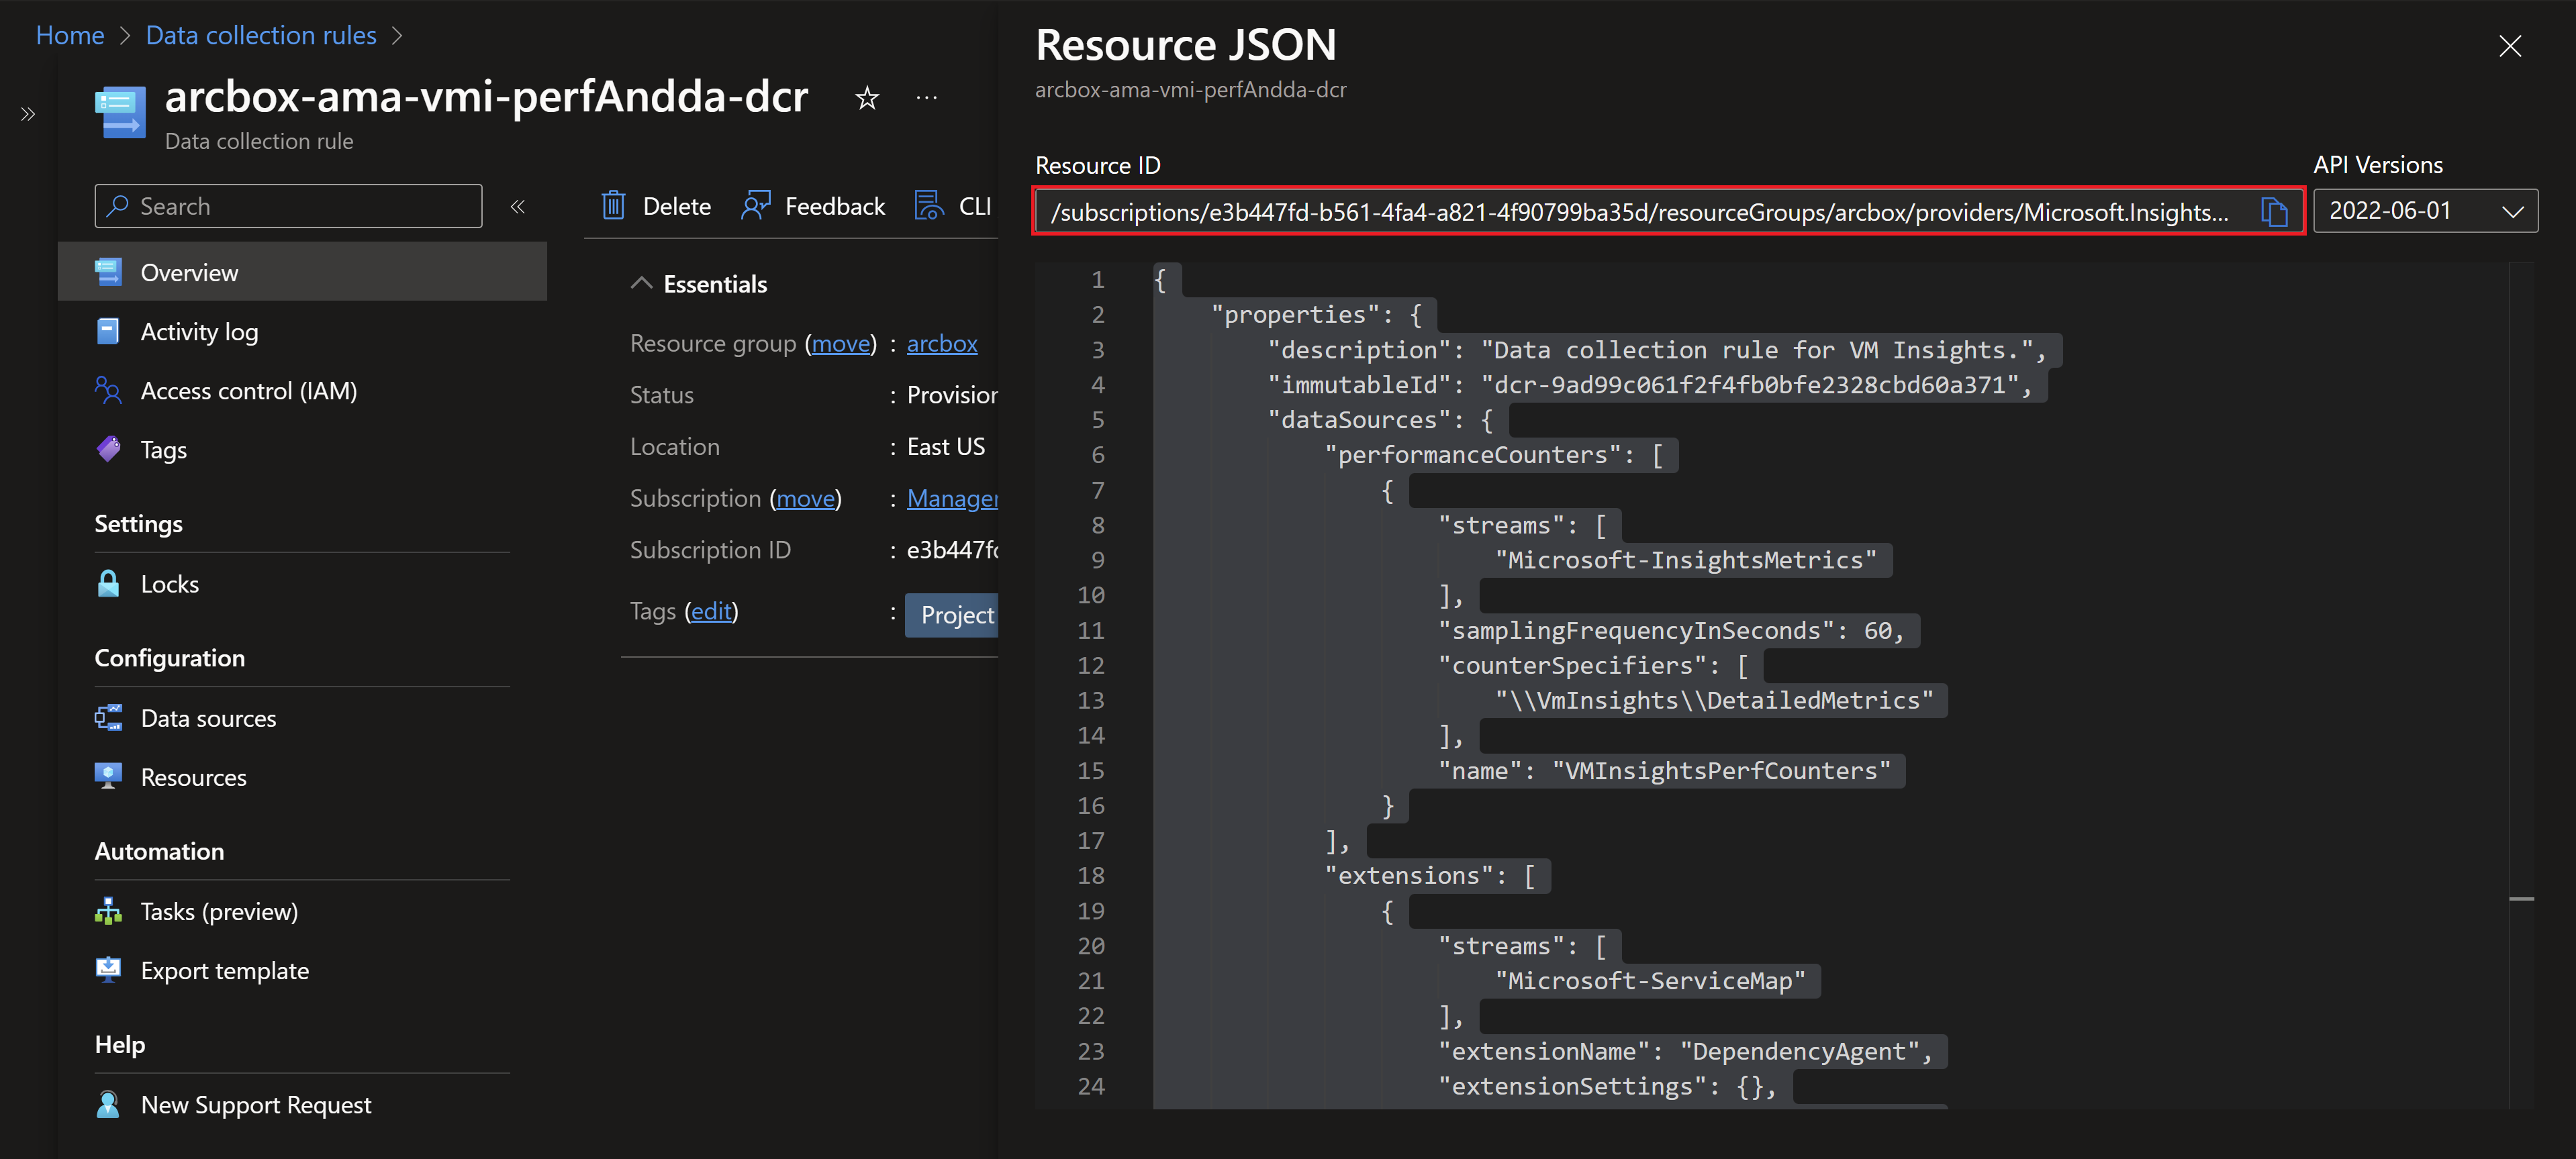 Home > Data collection rules >
arcbox-ama-vmi-perfAndda-dcr
Data collection rule
Search
Overview
Activity log
Access control (IAM)
Tags
Settings
Locks
Configuration
Data sources
Resources
Automation
Tasks (preview)
Export template
Help
New Support Request
Delete
Feedback
CLI
Essentials
Resource group (move) : arcbox
Status : Provision
Location : East US
Subscription (move) : Manager
Subscription ID : e3b447fd
Tags (edit) : Project
Resource JSON
arcbox-ama-vmi-perfAndda-dcr
Resource ID
/subscriptions/e3b447fd-b561-4fa4-a821-4f90799ba35d/resourceGroups/arcbox/providers/Microsoft.Insights...
API Versions
2022-06-01
1 {
2 "properties": {
3 "description": "Data collection rule for VM Insights.",
4 "immutableId": "dcr-9ad99c061f2f4fb0bfe2328cbd60a371",
5 "dataSources": {
6 "performanceCounters": [
7 {
8 "streams": [
9 "Microsoft-InsightsMetrics"
10 ],
11 "samplingFrequencyInSeconds": 60,
12 "counterSpecifiers": [
13 "\\VmInsights\\DetailedMetrics"
14 ],
15 "name": "VMInsightsPerfCounters"
16 }
17 ],
18 "extensions": [
19 {
20 "streams": [
21 "Microsoft-ServiceMap"
22 ],
23 "extensionName": "DependencyAgent",
24 "extensionSettings": {},